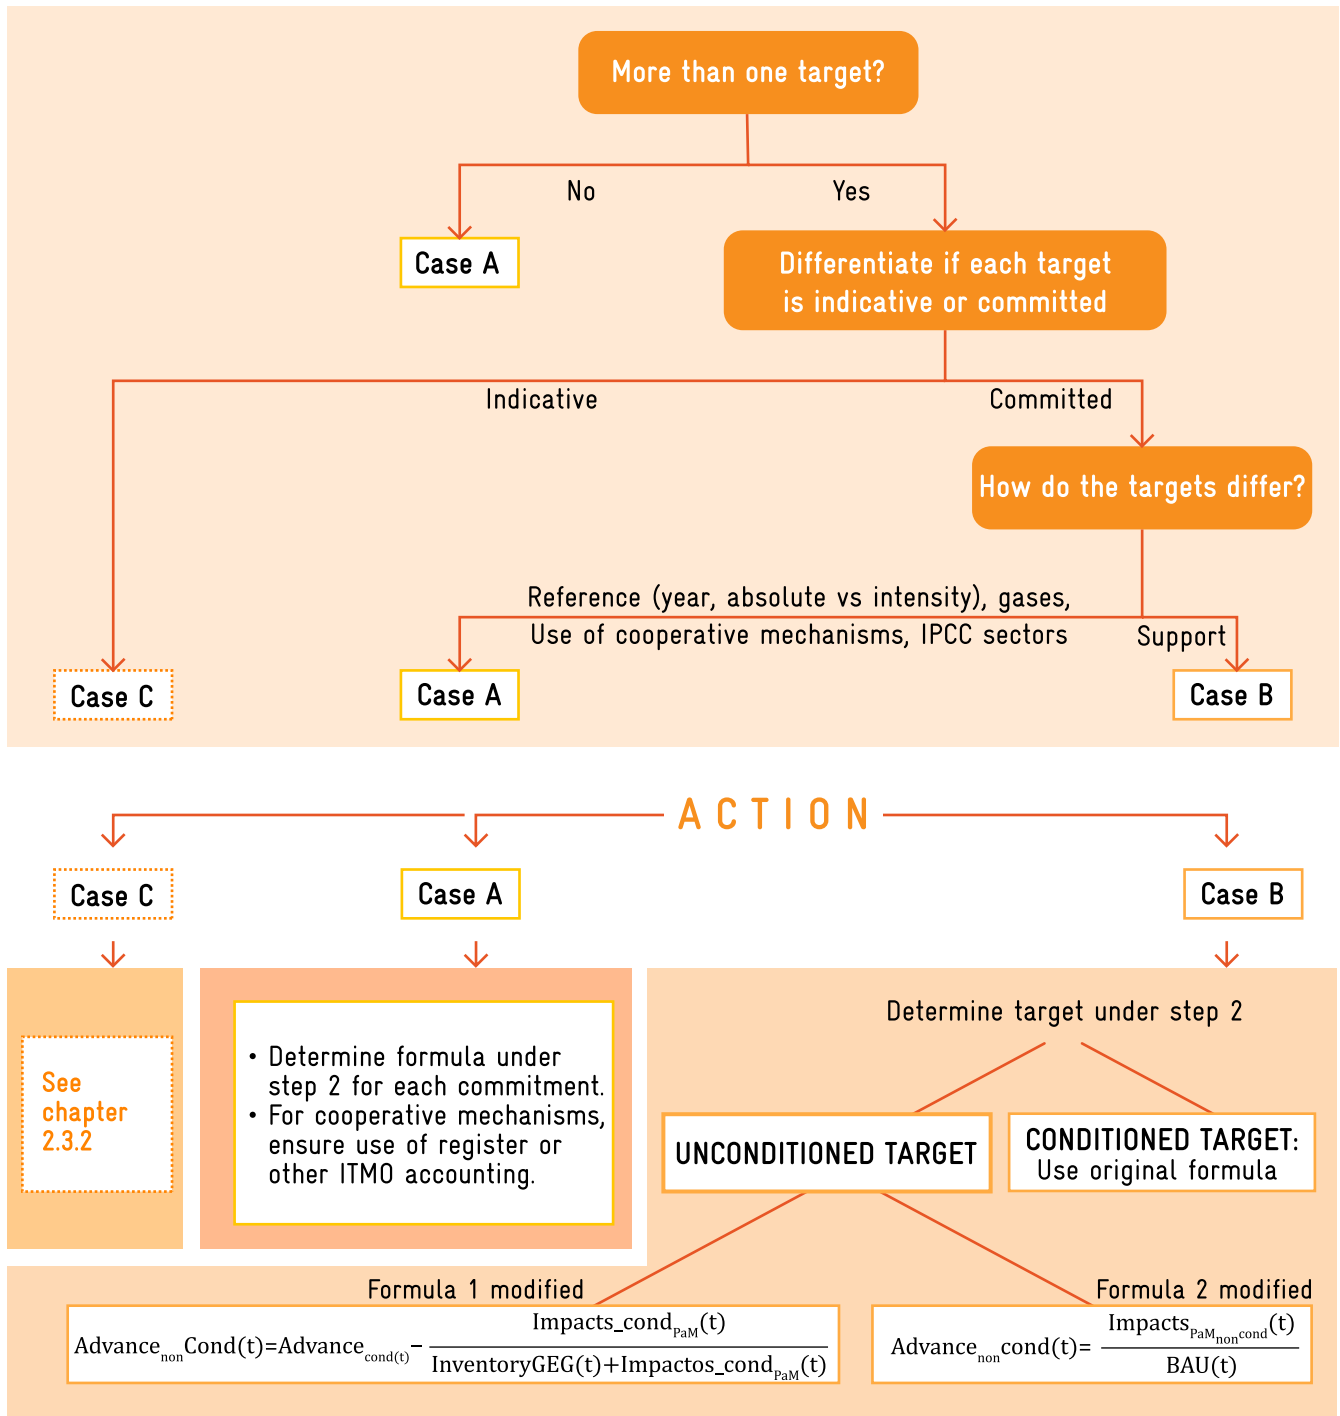 More than one target?
No
Yes
Case A
Differentiate if each target
is indicative or committed
Indicative
Committed
How do the targets differ?
Reference (year, absolute vs intensity), gases,
Use of cooperative mechanisms, IPCC sectors
Support
Case C
Case A
Case B
ACTION
Case C
Case A
Case B
See
chapter
2.3.2
• Determine formula under
step 2 for each commitment.
• For cooperative mechanisms,
ensure use of register or
other ITMO accounting.
Determine target under step 2
UNCONDITIONED TARGET
CONDITIONED TARGET:
Use original formula
Formula 1 modified
Advance_non Cond(t)=Advance_cond(t)− Impacts_cond_PaM(t)
InventoryGEG(t)+Impactos_cond_PaM(t)
Formula 2 modified
Advance_non cond(t)= Impacts_PaM_non cond(t)
BAU(t)